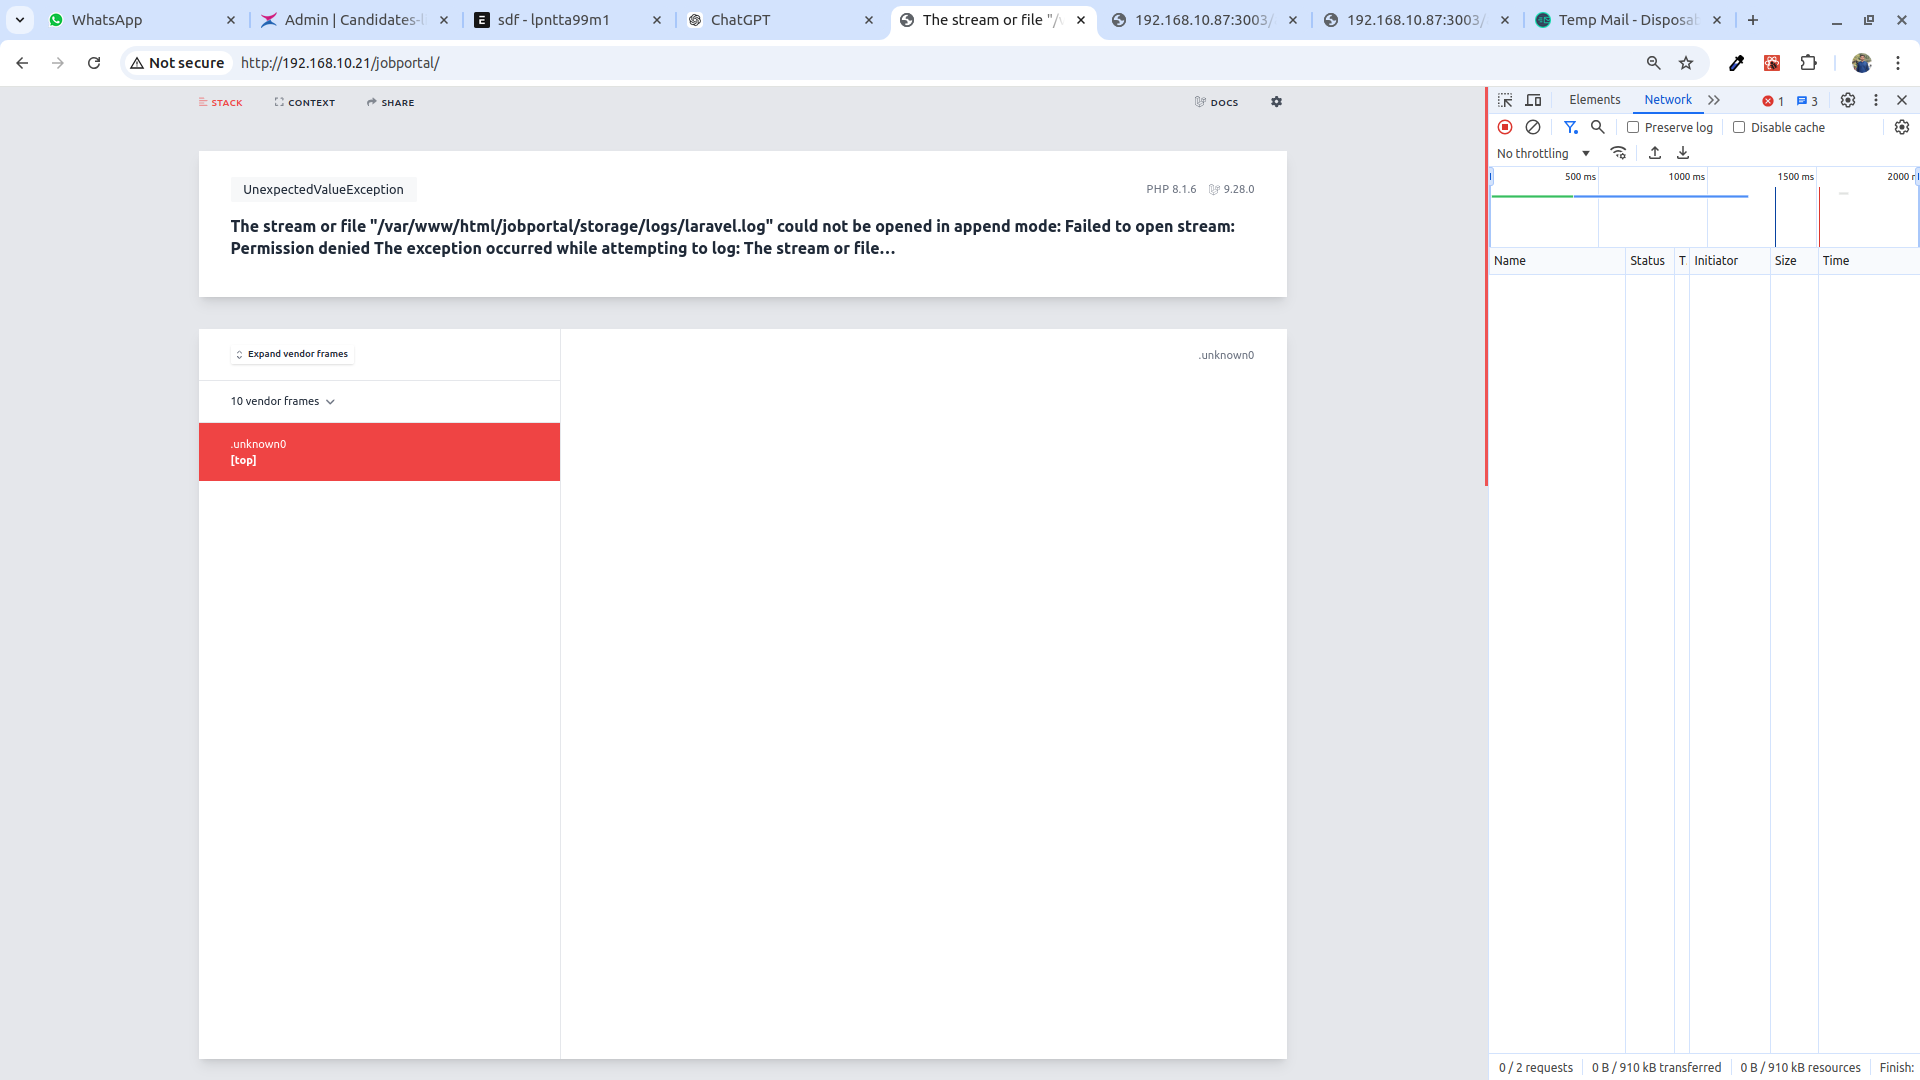 WhatsApp
Admin | Candidates-l
sdf - lpntta99m1
ChatGPT
The stream or file "/v
192.168.10.87:3003/
192.168.10.87:3003/
Temp Mail - Disposab
Not secure
http://192.168.10.21/jobportal/
STACK
CONTEXT
SHARE
DOCS
UnexpectedValueException
PHP 8.1.6
9.28.0
The stream or file "/var/www/html/jobportal/storage/logs/laravel.log" could not be opened in append mode: Failed to open stream:
Permission denied The exception occurred while attempting to log: The stream or file...
Expand vendor frames
10 vendor frames
.unknown0
[top]
.unknown0
Elements
Network
1
3
Preserve log
Disable cache
No throttling
500 ms
1000 ms
1500 ms
2000 m
Name
Status
T
Initiator
Size
Time
0 / 2 requests
0 B / 910 kB transferred
0 B / 910 kB resources
Finish: